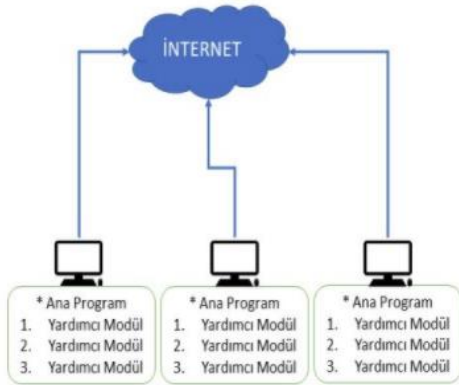 İNTERNET
* Ana Program
1. Yardımcı Modül
2. Yardımcı Modül
3. Yardımcı Modül
* Ana Program
1. Yardımcı Modül
2. Yardımcı Modül
3. Yardımcı Modül
* Ana Program
1. Yardımcı Modül
2. Yardımcı Modül
3. Yardımcı Modül